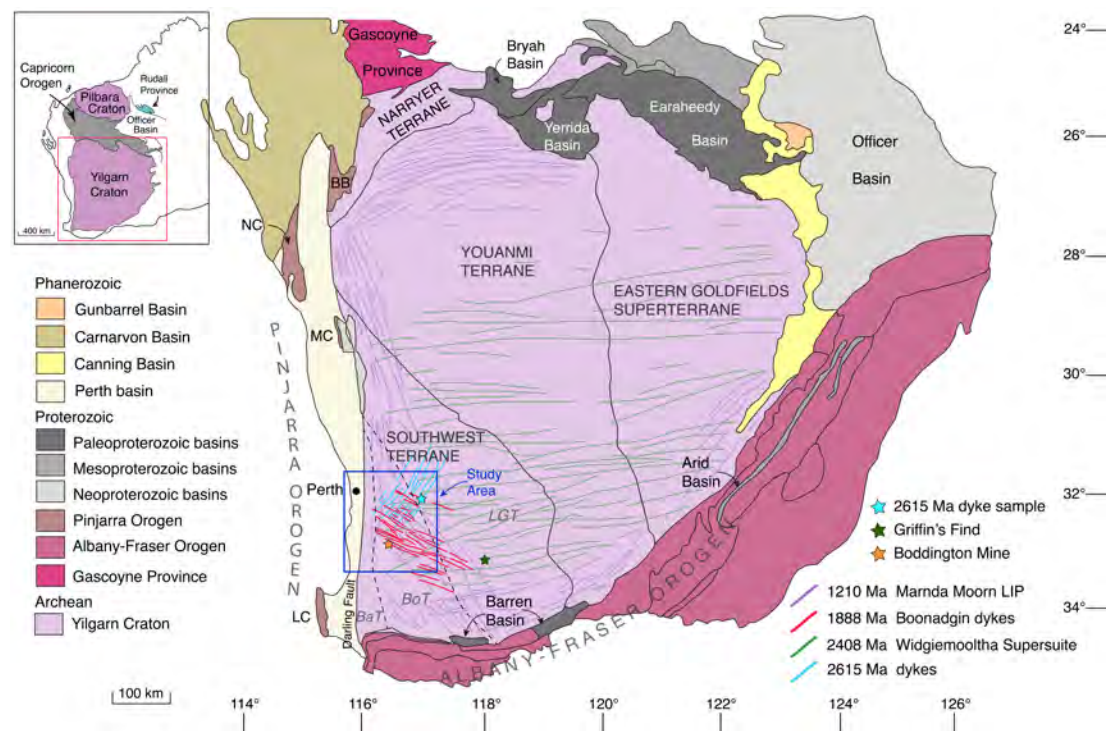 Capricorn
Orogen
Pilbara
Craton
Rudall
Province
Officer
Basin
Yilgarn
Craton
400 km
Gascoyne
Province
Bryah
Basin
NARRYER
TERRANE
Yerrida
Basin
Earaheedy
Basin
Officer
Basin
24°
26°
28°
30°
32°
34°
BB
NC
MC
LC
YOUANMI
TERRANE
EASTERN GOLDFIELDS
SUPERTERRANE
SOUTHWEST
TERRANE
PINJARRA OROGEN
Perth
Study
Area
LGT
BoT
BaT
Darling Fault
Barren
Basin
Arid
Basin
ALBANY-FRASER OROGEN
Phanerozoic
Gunbarrel Basin
Carnarvon Basin
Canning Basin
Perth basin
Proterozoic
Paleoproterozoic basins
Mesoproterozoic basins
Neoproterozoic basins
Pinjarra Orogen
Albany-Fraser Orogen
Gascoyne Province
Archean
Yilgarn Craton
2615 Ma dyke sample
Griffin's Find
Boddington Mine
1210 Ma Marnda Moorn LIP
1888 Ma Boonadgin dykes
2408 Ma Widgiemooltha Supersuite
2615 Ma dykes
100 km
114°
116°
118°
120°
122°
124°
126°